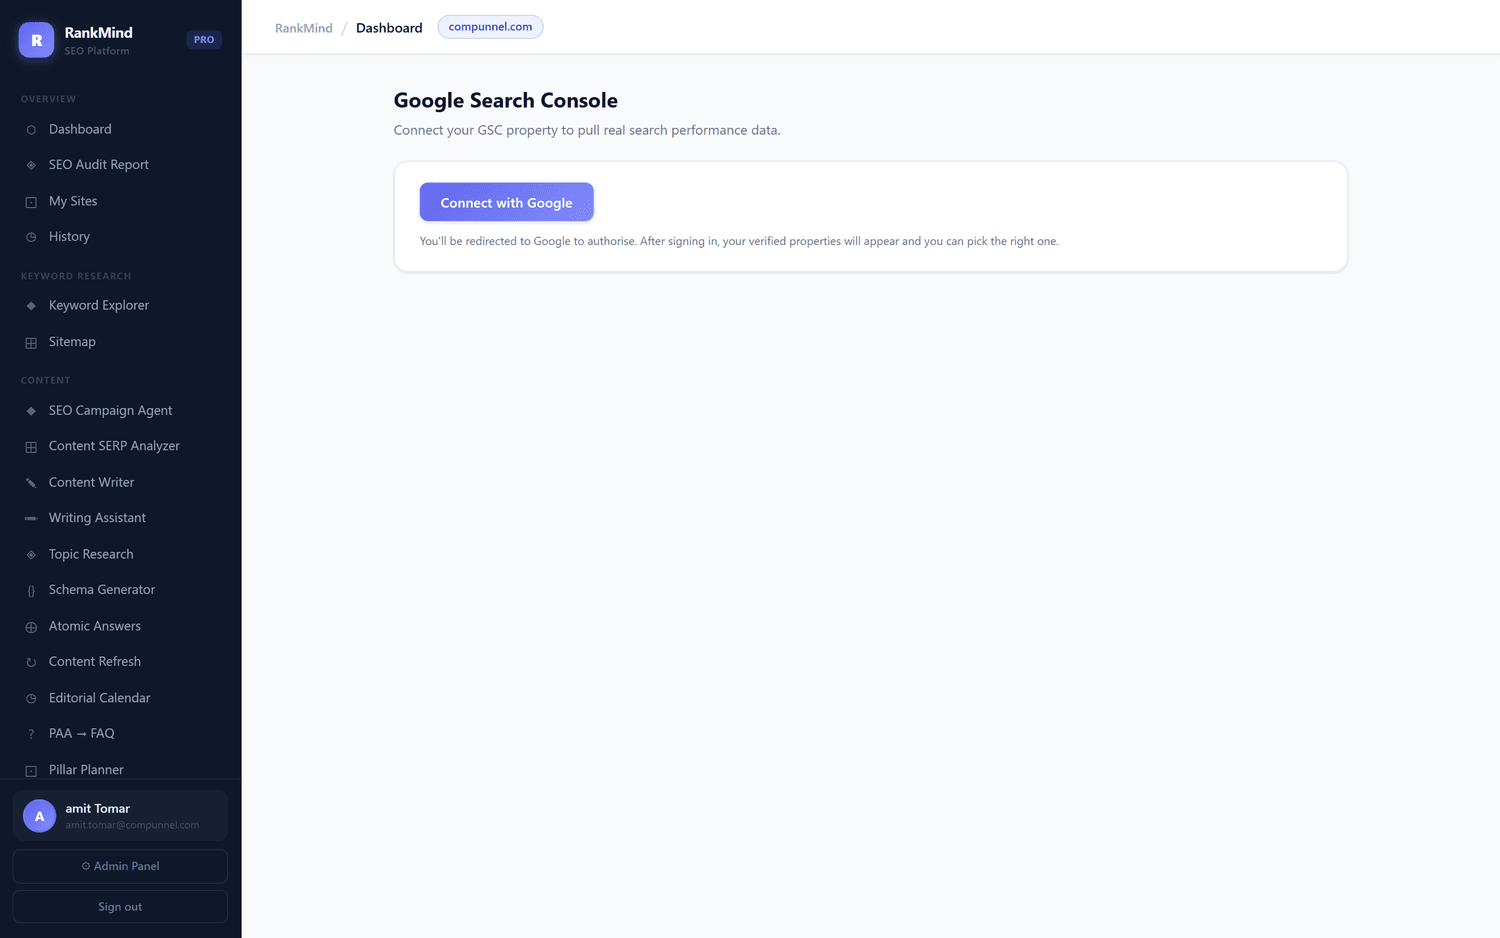 R
RankMind
SEO Platform
PRO
OVERVIEW
Dashboard
SEO Audit Report
My Sites
History
KEYWORD RESEARCH
Keyword Explorer
Sitemap
CONTENT
SEO Campaign Agent
Content SERP Analyzer
Content Writer
Writing Assistant
Topic Research
{} Schema Generator
Atomic Answers
Content Refresh
Editorial Calendar
? PAA → FAQ
Pillar Planner
A
amit Tomar
amit.tomar@compunnel.com
Admin Panel
Sign out
RankMind / Dashboard compunnel.com
Google Search Console
Connect your GSC property to pull real search performance data.
Connect with Google
You'll be redirected to Google to authorise. After signing in, your verified properties will appear and you can pick the right one.